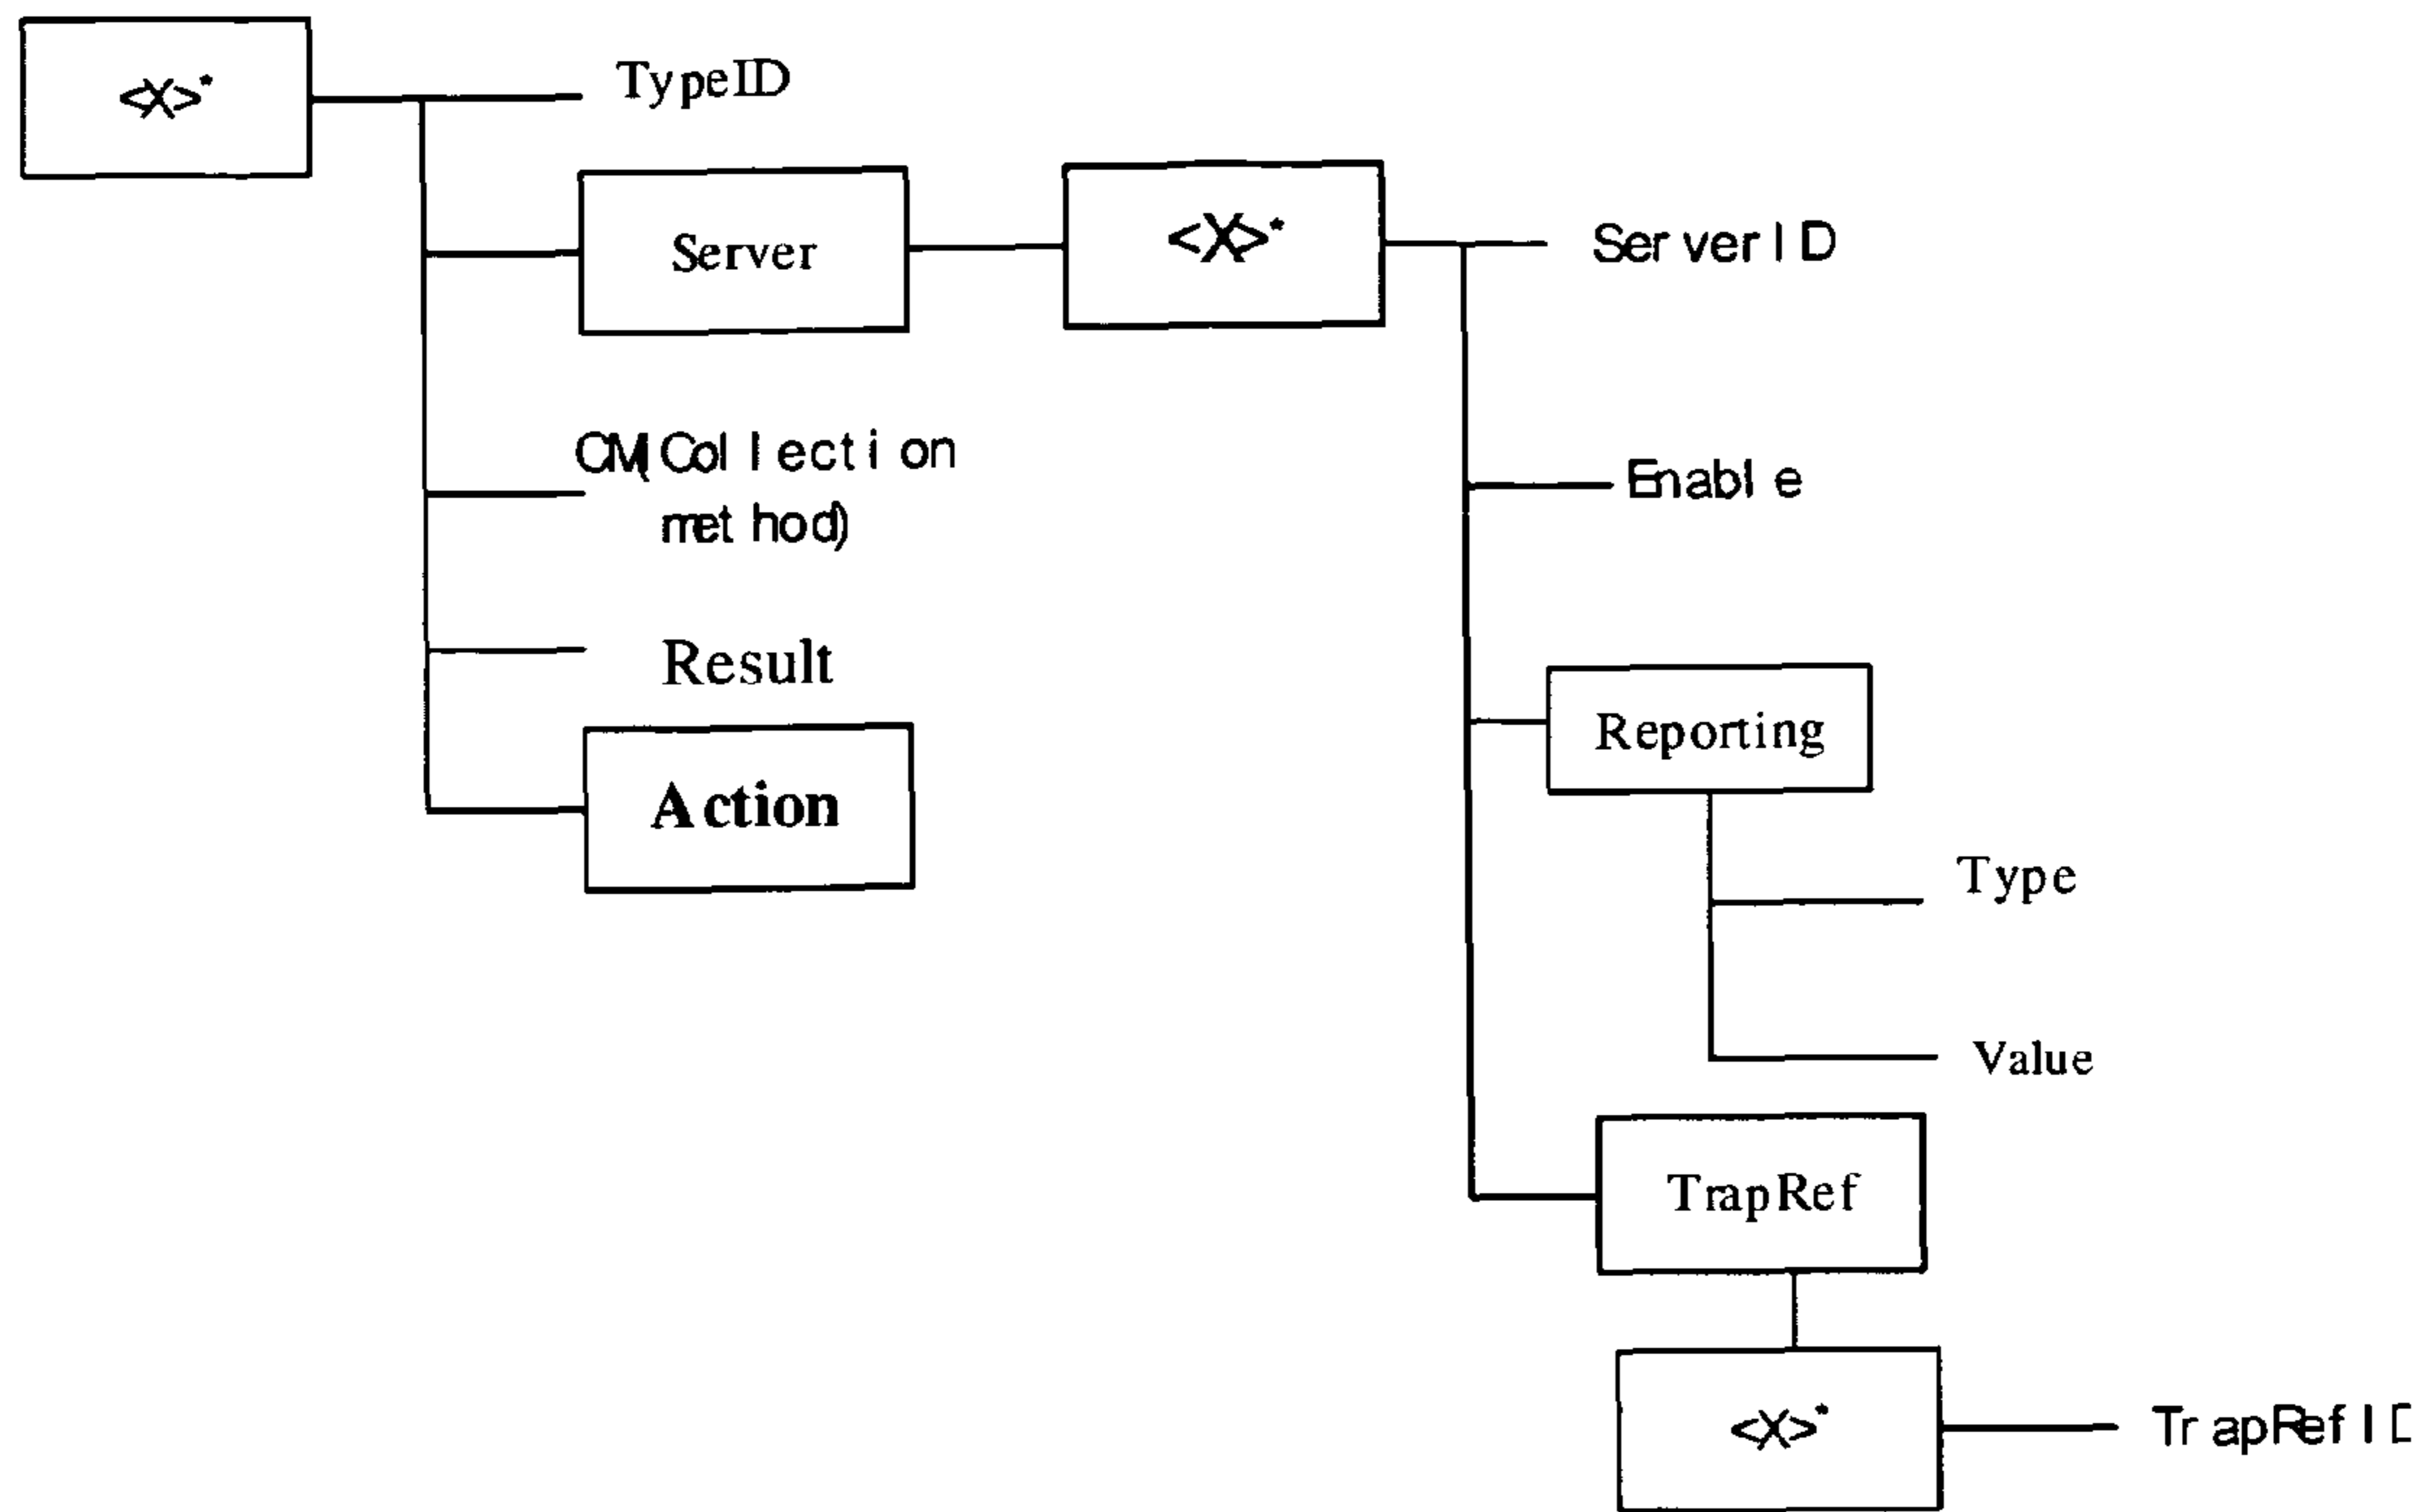 <X>*
TypeID
Server
<X>*
ServerID
CM(Collection
method)
Enable
Result
Reporting
Action
Type
Value
TrapRef
<X>*
TrapRefID